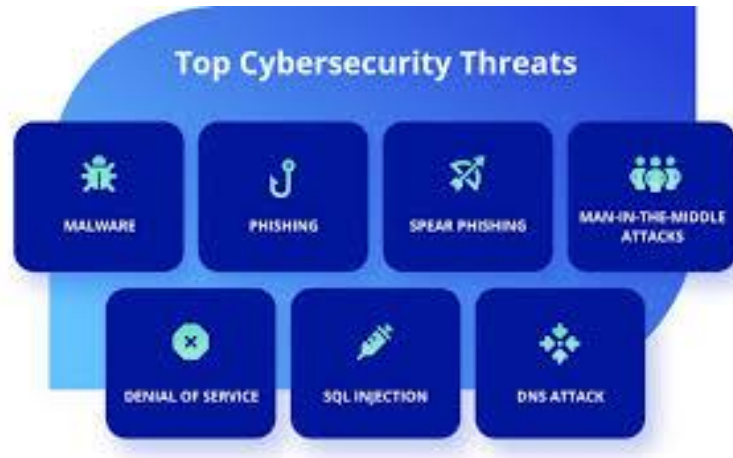 Top Cybersecurity Threats
MALWARE
PHISHING
SPEAR PHISHING
MAN-IN-THE-MIDDLE
ATTACKS
DENIAL OF SERVICE
SQL INJECTION
DNS ATTACK